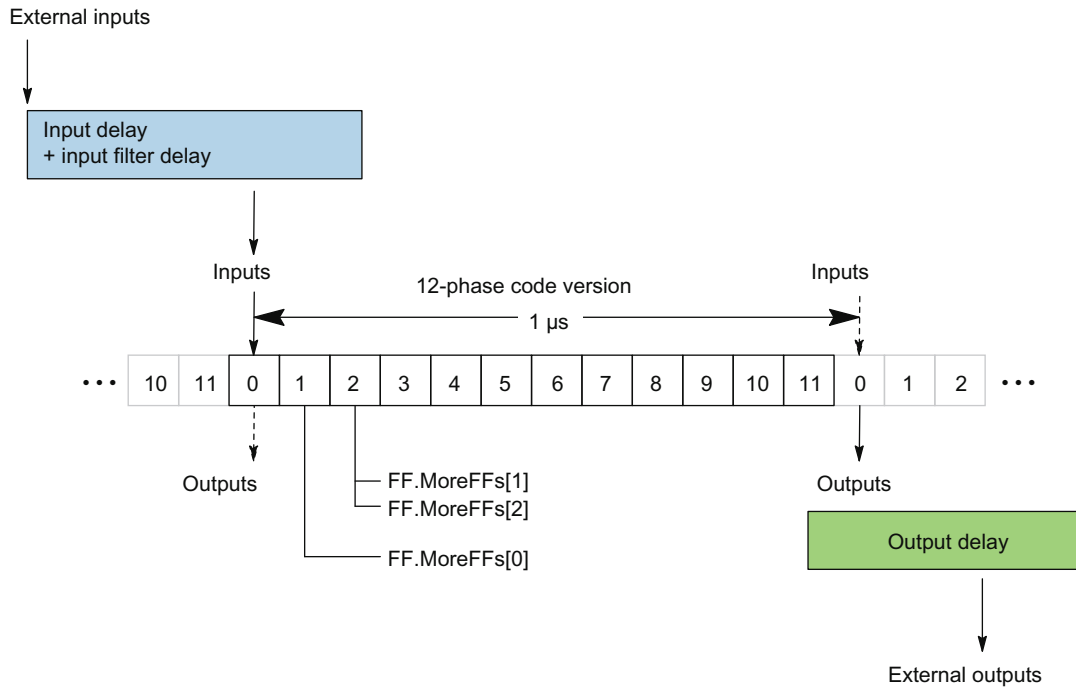 External inputs
Input delay
+ input filter delay
Inputs
Inputs
12-phase code version
1 µs
••• 10 11 0 1 2 3 4 5 6 7 8 9 10 11 0 1 2 •••
Outputs
Outputs
FF.MoreFFs[1]
FF.MoreFFs[2]
FF.MoreFFs[0]
Output delay
External outputs